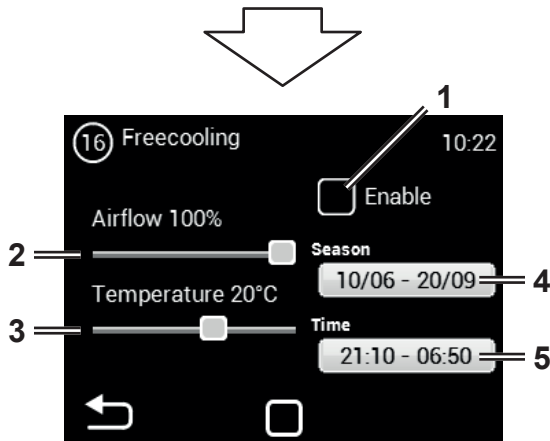 1
16 Freecooling 10:22
Enable
Airflow 100%
2
Season
10/06 - 20/09
4
Temperature 20°C
3
Time
21:10 - 06:50
5